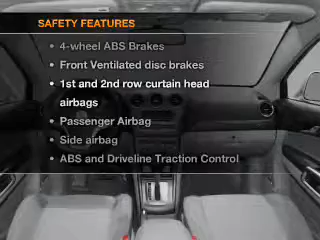 SAFETY FEATURES
• 4-wheel ABS Brakes
• Front Ventilated disc brakes
• 1st and 2nd row curtain head
airbags
• Passenger Airbag
• Side airbag
• ABS and Driveline Traction Control